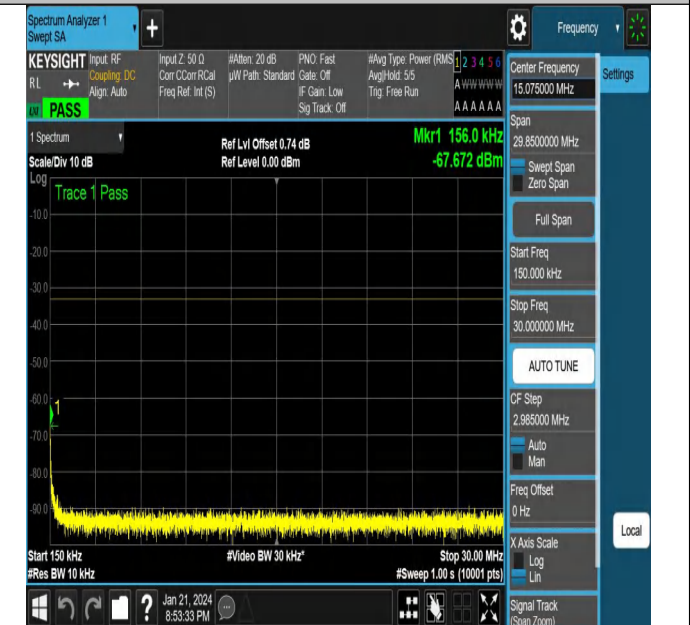 Spectrum Analyzer 1
Swept SA
Frequency
KEYSIGHT
RL
PASS
Input: RF
Coupling: DC
Align: Auto
Input Z: 50 Ω
Corr CCorr RCal
Freq Ref: Int (S)
#Atten: 20 dB
µW Path: Standard
PNO: Fast
Gate: Off
IF Gain: Low
Sig Track: Off
#Avg Type: Power (RMS
Avg|Hold: 5/5
Trig: Free Run
1 2 3 4 5 6
A W W W W W
A A A A A A
1 Spectrum
Scale/Div 10 dB
Ref Lvl Offset 0.74 dB
Ref Level 0.00 dBm
Mkr1 156.0 kHz
-67.672 dBm
Log
Trace 1 Pass
-10.0
-20.0
-30.0
-40.0
-50.0
-60.0
-70.0
-80.0
-90.0
1
Start 150 kHz
#Res BW 10 kHz
#Video BW 30 kHz*
Stop 30.00 MHz
#Sweep 1.00 s (10001 pts)
Jan 21, 2024
8:53:33 PM
Center Frequency
15.075000 MHz
Settings
Span
29.8500000 MHz
Swept Span
Zero Span
Full Span
Start Freq
150.000 kHz
Stop Freq
30.000000 MHz
AUTO TUNE
CF Step
2.985000 MHz
Auto
Man
Freq Offset
0 Hz
X Axis Scale
Log
Lin
Local
Signal Track
(Span Zoom)